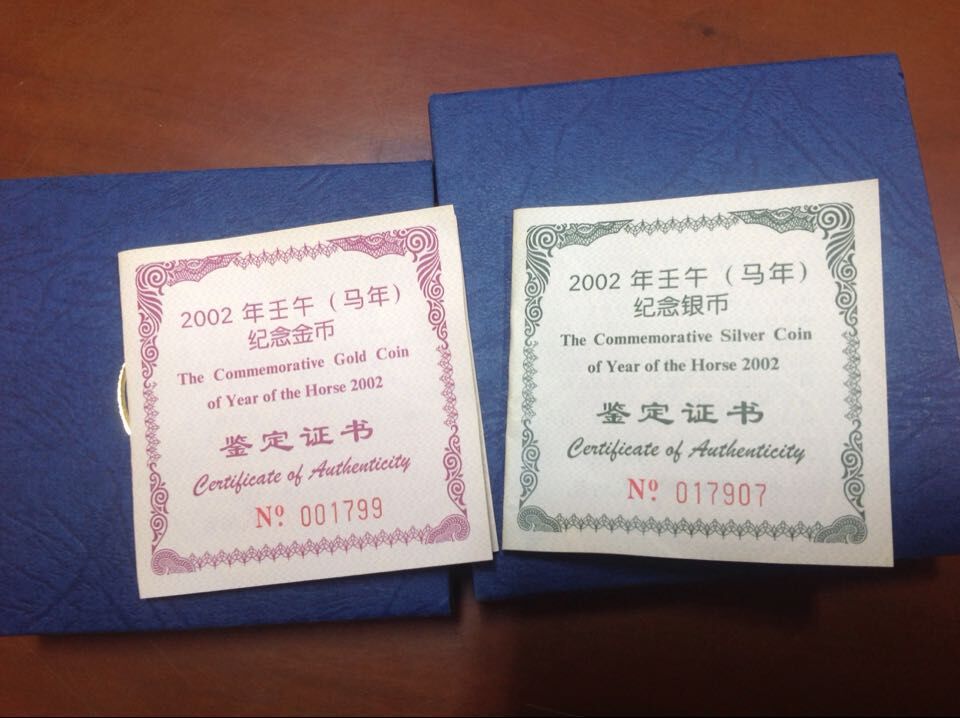 2002 年壬午（马年）
纪念金币
The Commemorative Gold Coin
of Year of the Horse 2002
鉴定证书
Certificate of Authenticity
Nº 001799
2002 年壬午（马年）
纪念银币
The Commemorative Silver Coin
of Year of the Horse 2002
鉴定证书
Certificate of Authenticity
Nº 017907